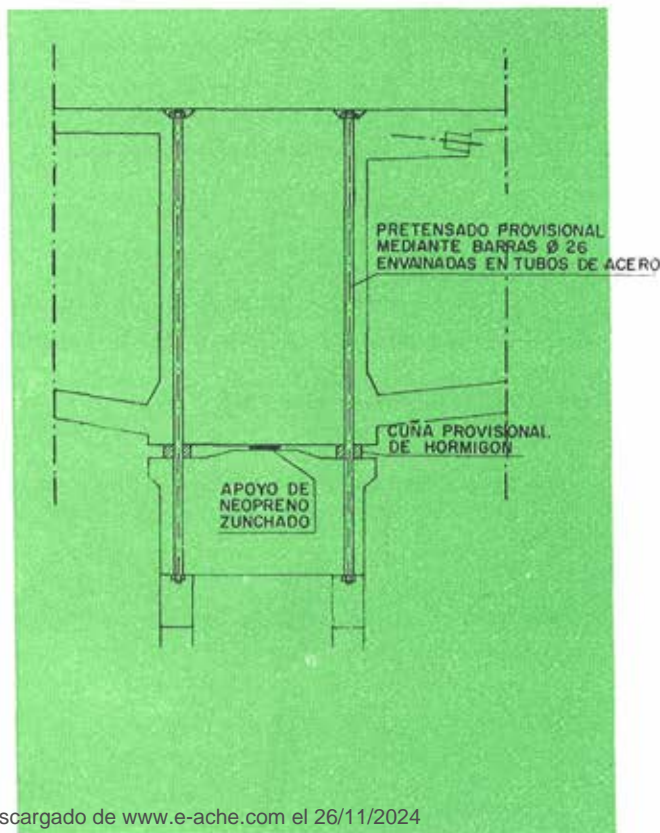 PRETENSADO PROVISIONAL
MEDIANTE BARRAS Ø 26
ENVAINADAS EN TUBOS DE ACERO
CUÑA PROVISIONAL
DE HORMIGON
APOYO DE
NEOPRENO
ZUNCHADO
scargado de www.e-ache.com el 26/11/2024